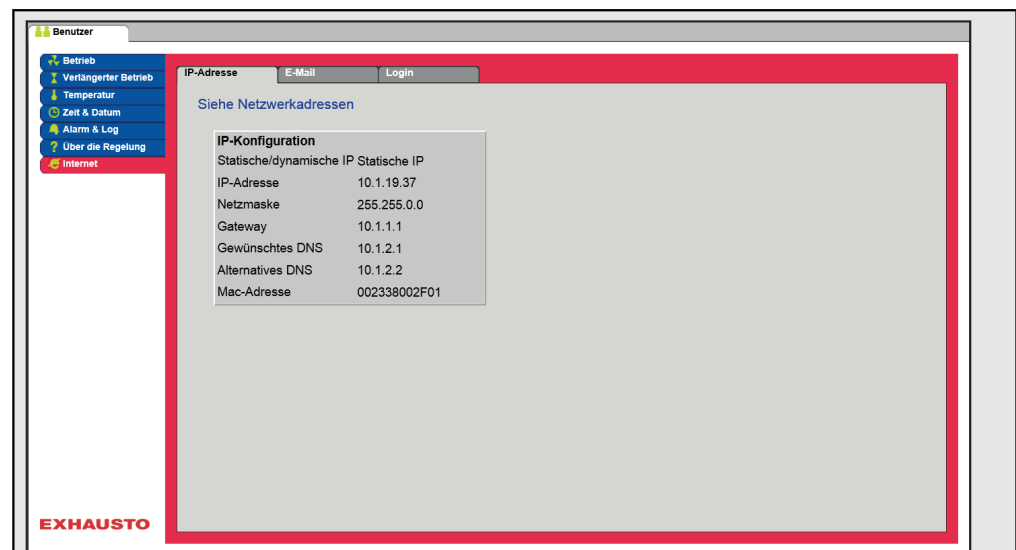 Benutzer
Betrieb
Verlängerter Betrieb
Temperatur
Zeit & Datum
Alarm & Log
Über die Regelung
Internet
IP-Adresse E-Mail Login
Siehe Netzwerkadressen
IP-Konfiguration
Statische/dynamische IP Statische IP
IP-Adresse 10.1.19.37
Netzmaske 255.255.0.0
Gateway 10.1.1.1
Gewünschtes DNS 10.1.2.1
Alternatives DNS 10.1.2.2
Mac-Adresse 002338002F01
EXHAUSTO